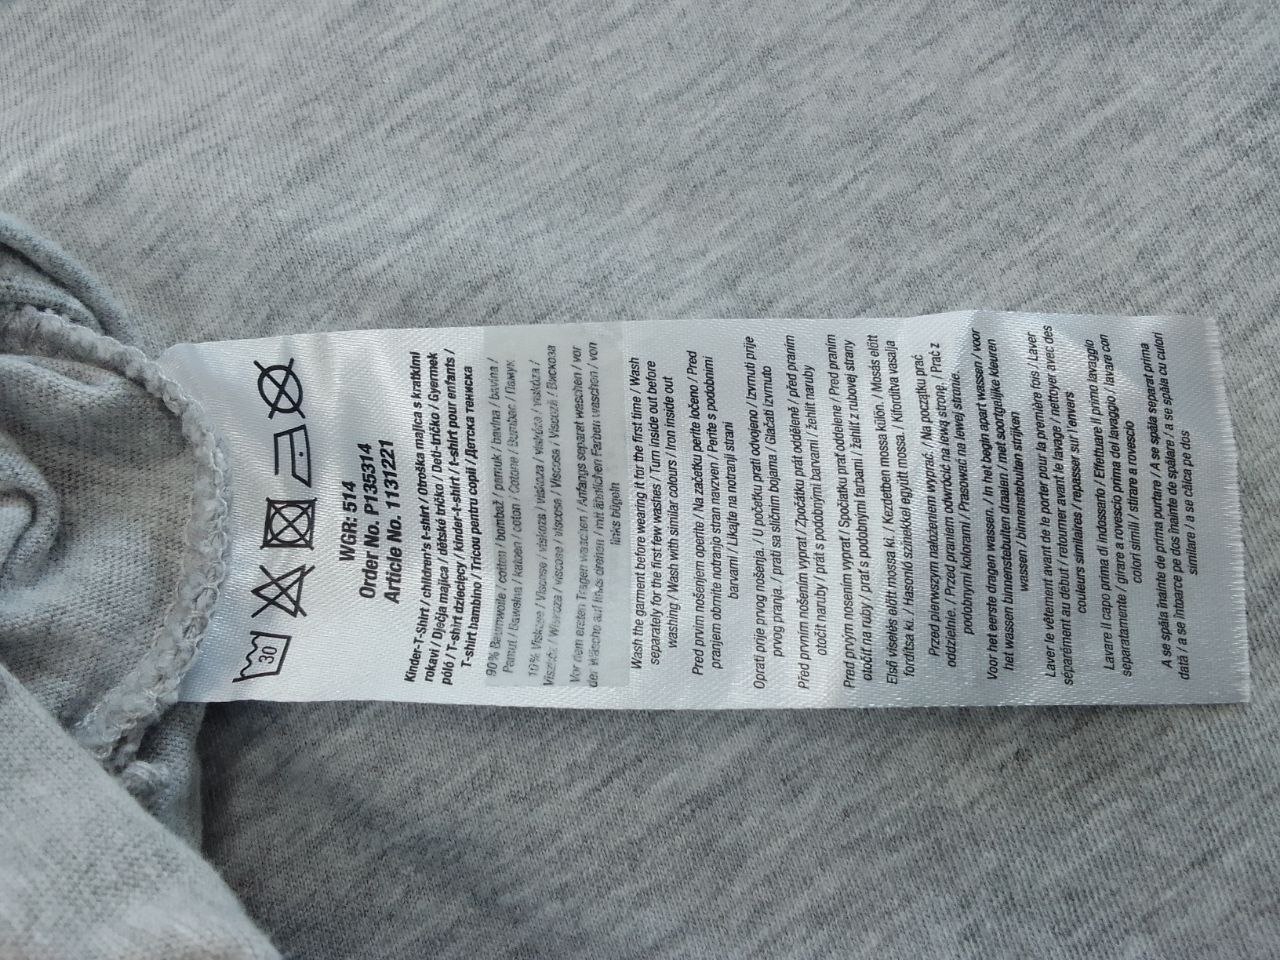 30
WGR: 514
Order No. P135314
Article No. 1131221
Kinder-T-Shirt / children's t-shirt / Otroška majica s kratkimi
rokavi / Dječja majica / dětské tričko / Deti-tričko / Gyermek
póló / T-shirt dziecięcy / kinder-t-shirt / t-shirt pour enfants /
T-shirt bambino / Tricou pentru copii / Детска тениска
90% Baumwolle / cotton / bombaž / pamuk / bavlna / bavlna /
Pamut / Bawełna / katoen / coton / Cotone / Bumbac / Памук
10% Viskose / Viscose / viskoza / viskoza / viskóza / viskóza /
Viszkóz / Wiskoza / viscose / viscose / Viscosa / Viscoză / Вискоза
Vor dem ersten Tragen waschen / Anfangs separat waschen / vor
der Wäsche auf links drehen / mit ähnlichen Farben waschen / von
links bügeln
Wash the garment before wearing it for the first time / Wash
separately for the first few washes / Turn inside out before
washing / Wash with similar colours / Iron inside out
Pred prvim nošenjem operite / Na začetku perite ločeno / Pred
pranjem obrnite notranjo stran navzven / Perite s podobnimi
barvami / Likajte na notranji strani
Oprati prije prvog nošenja. / U početku prati odvojeno / Izvrnuti prije
prvog pranja. / prati sa sličnim bojama / Glačati izvrnuto
Před prvním nošením vyprat / Zpočátku prát odděleně / před praním
otočit naruby / prát s podobnými barvami / žehlit naruby
Pred prvým nosením vyprať / Spočiatku prať oddelene / Pred praním
otočiť na ruby / prať s podobnými farbami / žehliť z rubovej strany
Első viselés előtt mossa ki. / Kezdetben mossa külön. / Mosás előtt
fordítsa ki. / Hasonló színekkel együtt mossa. / Kifordítva vasalja
Przed pierwszym nałożeniem wyprać. / Na początku prać
oddzielnie. / Przed praniem odwrócić na lewą stronę. / Prać z
podobnymi kolorami / Prasować na lewej stronie.
Voor het eerste dragen wassen. / In het begin apart wassen / voor
het wassen binnenstebuiten draaien / met soortgelijke kleuren
wassen / binnenstebuiten strijken
Laver le vêtement avant de le porter pour la première fois / Laver
séparément au début / retourner avant le lavage / nettoyer avec des
couleurs similaires / repasser sur l'envers
Lavare il capo prima di indossarlo / Effettuare il primo lavaggio
separatamente / girare a rovescio prima del lavaggio / lavare con
colori simili / stirare a rovescio
A se spăla înainte de prima purtare / A se spăla separat prima
dată / a se întoarce pe dos înainte de spălare / a se spăla cu culori
similare / a se călca pe dos